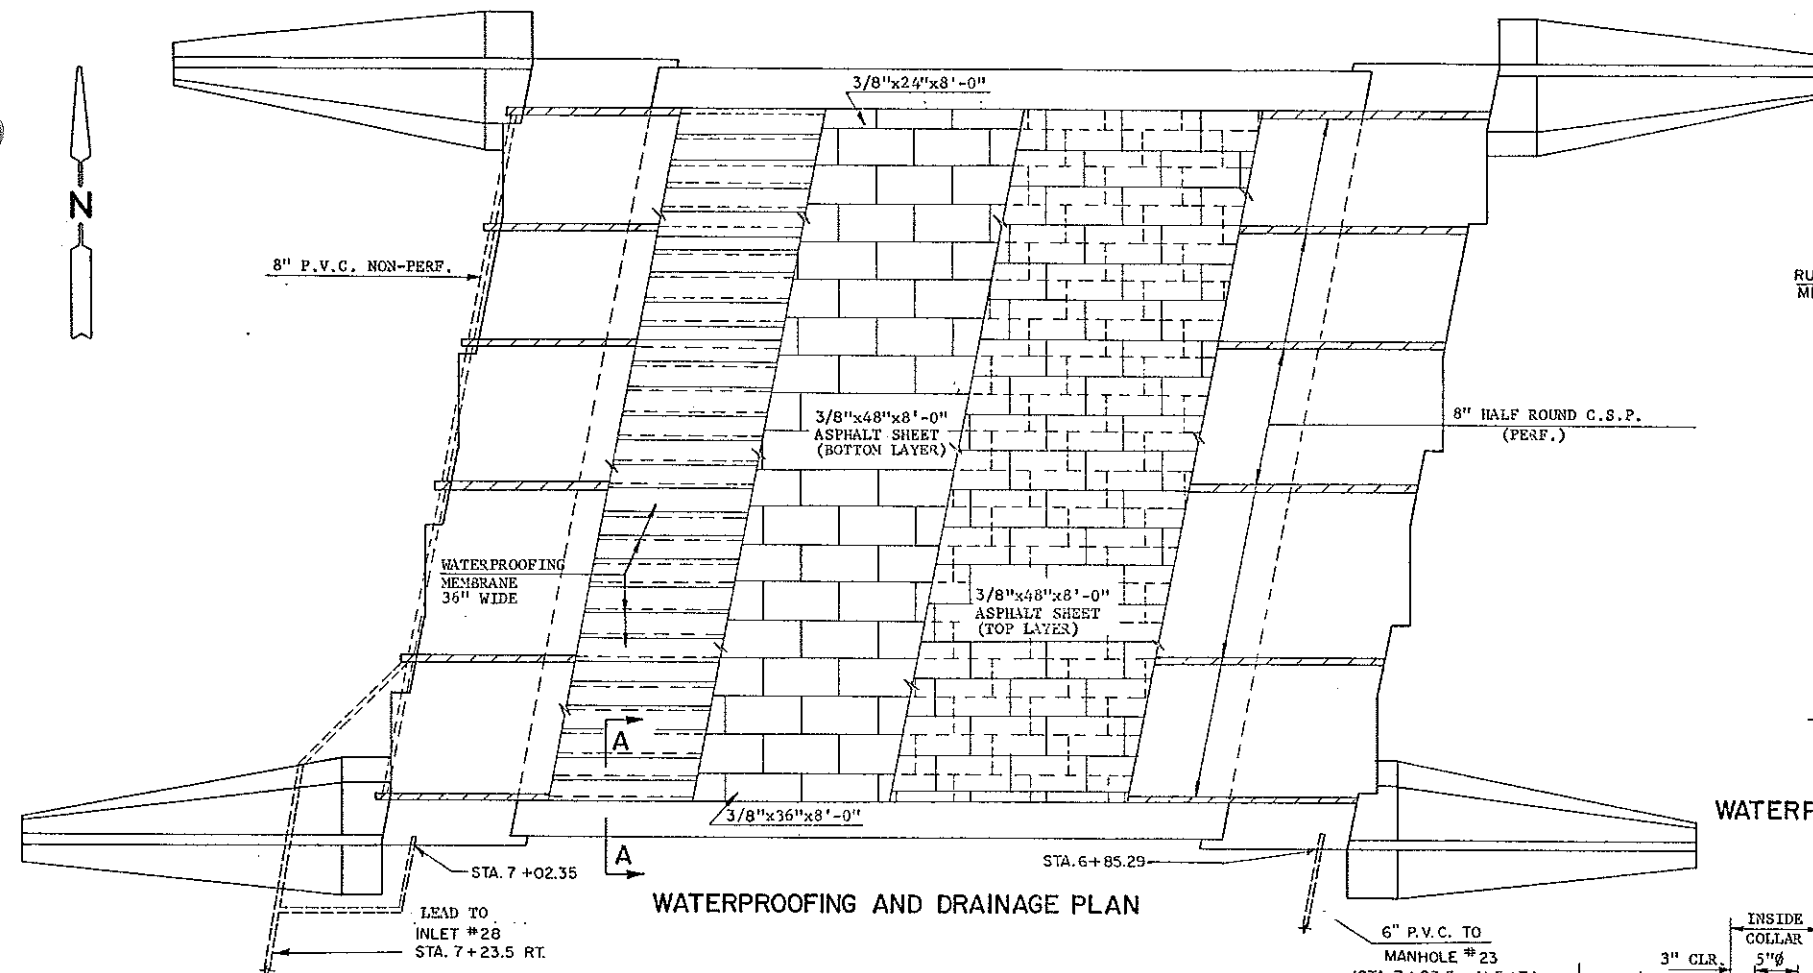 3/8"x24"x8'-0"
N
8" P.V.C. NON-PERF.
RU
ME
3/8"x48"x8'-0"
ASPHALT SHEET
(BOTTOM LAYER)
8" HALF ROUND C.S.P.
(PERF.)
WATERPROOFING
MEMBRANE
36" WIDE
3/8"x48"x8'-0"
ASPHALT SHEET
(TOP LAYER)
A
3/8"x36"x8'-0"
WATERP
A
STA. 7+02.35
STA. 6+85.29
WATERPROOFING AND DRAINAGE PLAN
LEAD TO
INLET #28
STA. 7+23.5 RT.
6" P.V.C. TO
MANHOLE #23
INSIDE
COLLAR
3" CLR.
5"Ø